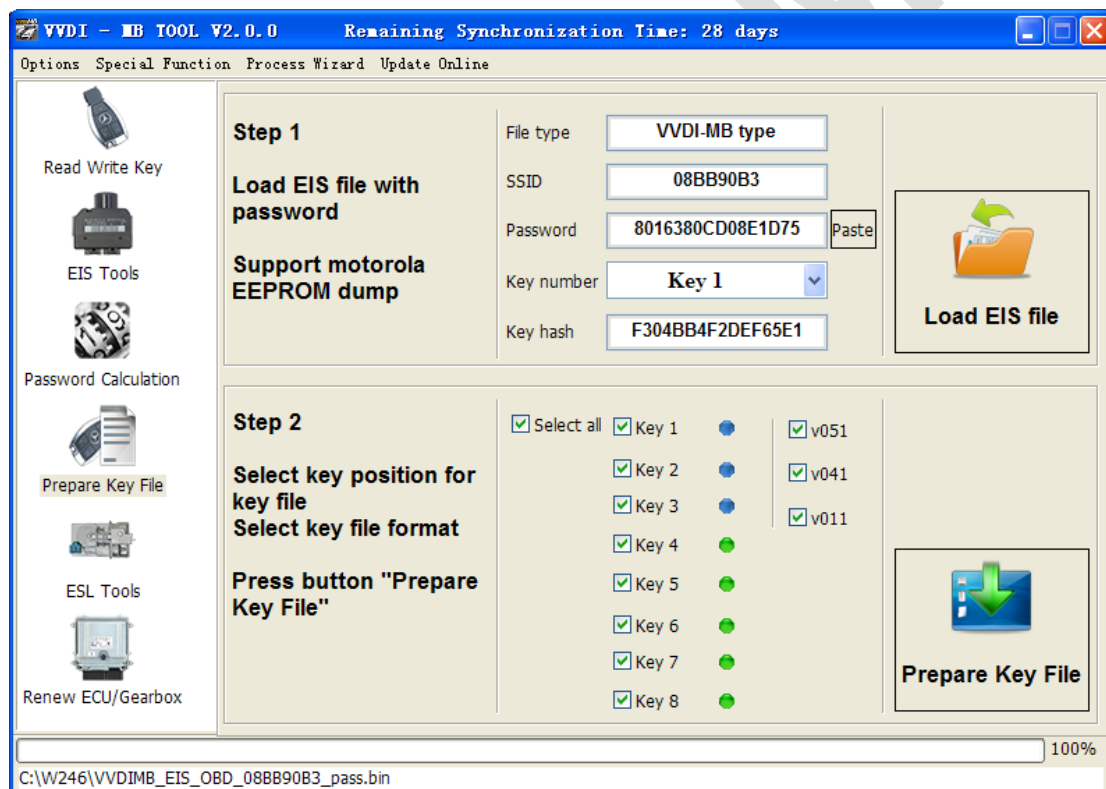 VVDI - MB TOOL V2.0.0 Remaining Synchronization Time: 28 days
Options Special Function Process Wizard Update Online
Read Write Key
EIS Tools
Password Calculation
Prepare Key File
ESL Tools
Renew ECU/Gearbox
Step 1
Load EIS file with
password
Support motorola
EEPROM dump
File type VVDI-MB type
SSID 08BB90B3
Password 8016380CD08E1D75 Paste
Key number Key 1
Key hash F304BB4F2DEF65E1
Load EIS file
Step 2
Select key position for
key file
Select key file format
Press button "Prepare
Key File"
Select all Key 1 v051
Key 2 v041
Key 3 v011
Key 4
Key 5
Key 6
Key 7
Key 8
Prepare Key File
100%
C:\W246\VVDIMB_EIS_OBD_08BB90B3_pass.bin